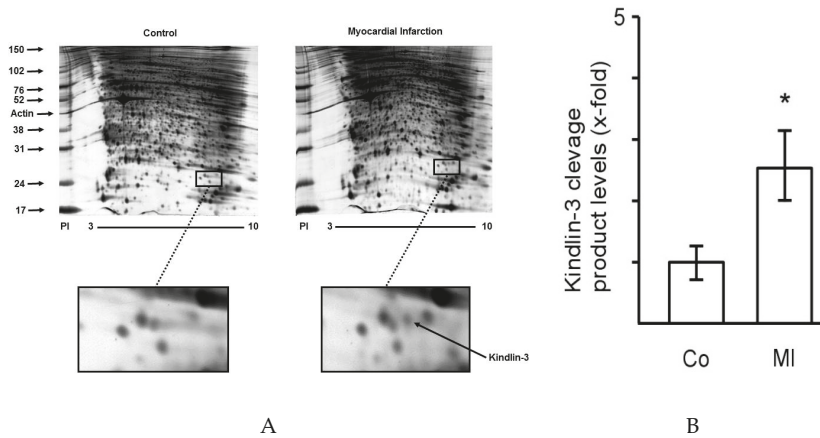 Control
Myocardial Infarction
150
102
76
52
Actin
38
31
24
17
PI 3 10
3 10
Kindlin-3
A
5
Kindlin-3 clevage
product levels (x-fold)
*
Co MI
B